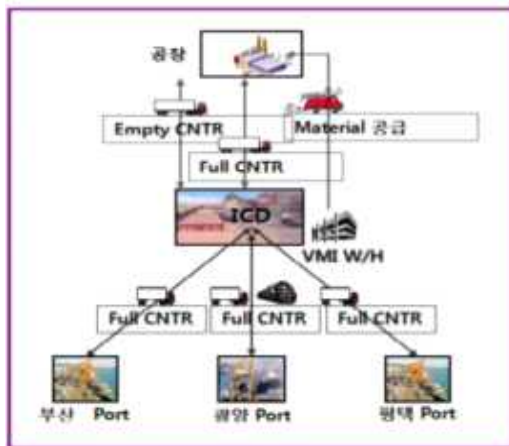 공장
Empty CNTR
Material 공급
Full CNTR
ICD
VMI W/H
Full CNTR
Full CNTR
Full CNTR
부산 Port
광양 Port
평택 Port